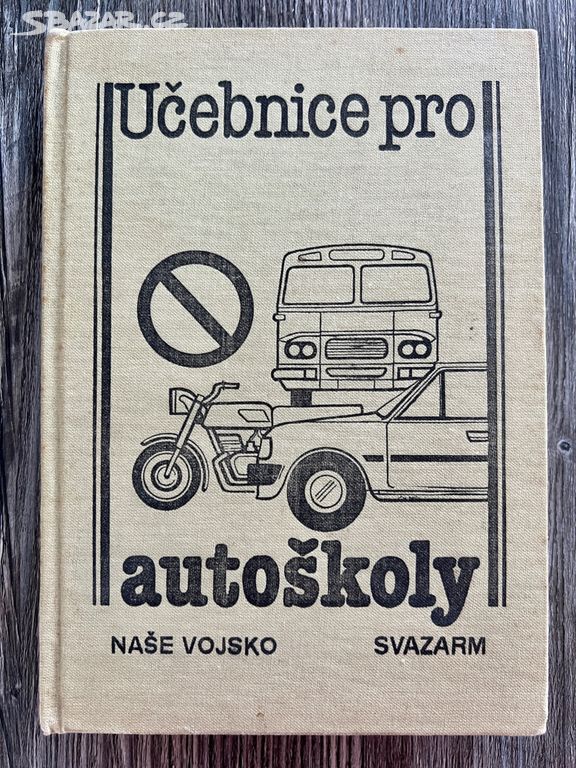 SBAZAR.CZ
Učebnice pro
autoškoly
NAŠE VOJSKO SVAZARM